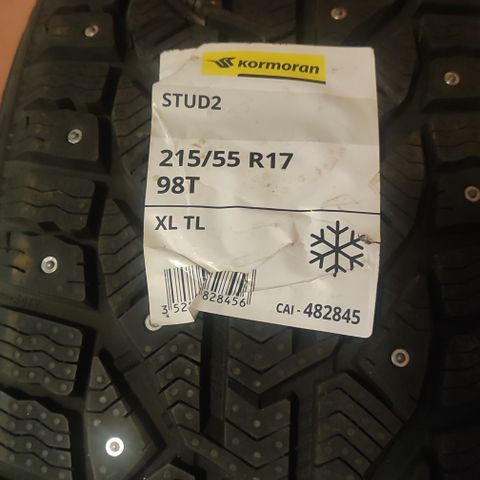 Kormoran
STUD2
215/55 R17
98T
XL TL
CAI - 482845
828456